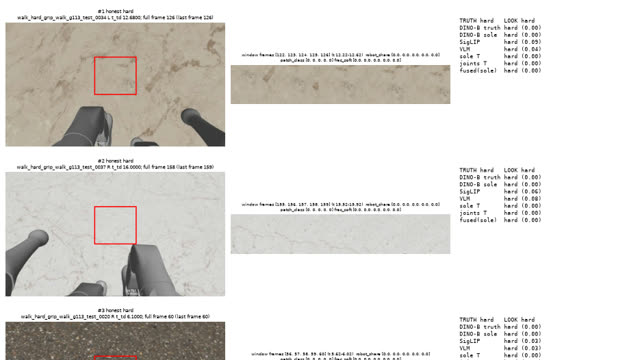 #1 honest hard
walk_hard_grip_walk_g113_test_0034 L t_td 12.6800; full frame 126 (last frame 126)
TRUTH hard LOOK hard
DINO-B truth hard (0.00)
DINO-B sole hard (0.00)
SigLIP hard (0.05)
VLM hard (0.04)
sole T hard (0.00)
joints T hard (0.00)
fused(sole) hard (0.00)
#2 honest hard
walk_hard_grip_walk_g113_test_0037 R t_td 16.0000; full frame 158 (last frame 159)
TRUTH hard LOOK hard
DINO-B truth hard (0.00)
DINO-B sole hard (0.00)
SigLIP hard (0.06)
VLM hard (0.08)
sole T hard (0.00)
joints T hard (0.00)
fused(sole) hard (0.00)
#3 honest hard
walk_hard_grip_walk_g113_test_0020 R t_td 6.1000; full frame 60 (last frame 60)
TRUTH hard LOOK hard
DINO-B truth hard (0.00)
DINO-B sole hard (0.00)
SigLIP hard (0.03)
VLM hard (0.03)
sole T hard (0.00)